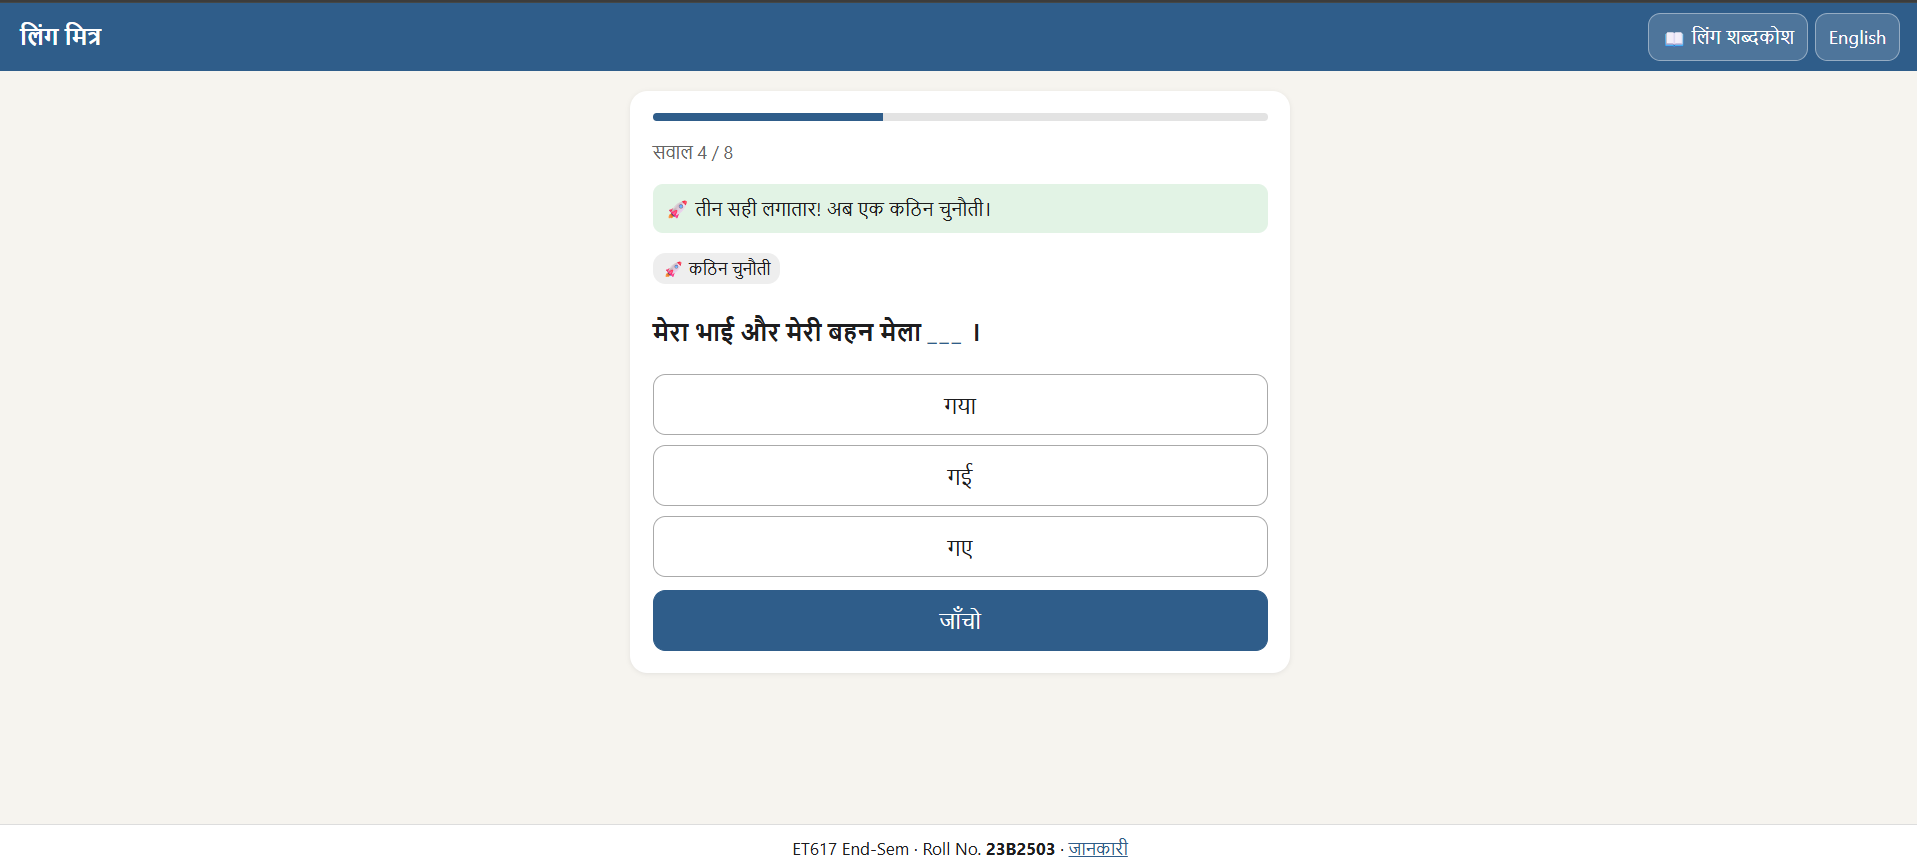 लिंग मित्र
📖 लिंग शब्दकोश
English
सवाल 4 / 8
🚀 तीन सही लगातार! अब एक कठिन चुनौती।
🚀 कठिन चुनौती
मेरा भाई और मेरी बहन मेला ___ ।
गया
गई
गए
जाँचो
ET617 End-Sem · Roll No. 23B2503 · जानकारी